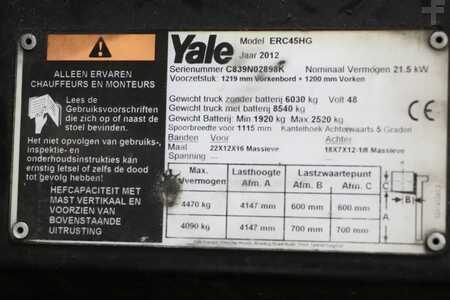 ALLEEN ERVAREN
CHAUFFEURS EN MONTEURS
Lees de
Gebruiksvoorschriften
die zich op of naast de
stoel bevinden.
Het niet opvolgen van gebruiks-,
inspektie- en
onderhoudsinstrukties kan
ernstig letsel of zelfs de dood
tot gevolg hebben.
HEFCAPACITEIT MET
MAST VERTIKAAL EN
VOORZIEN VAN
BOVENSTAANDE
UITRUSTING
Yale
Model ERC45HG
Jaar 2012
Serienummer C839N02898K Nominaal Vermogen 21.5 kW
Voorzetstuk: 1219 mm Vorkenbord + 1200 mm Vorken
Gewicht truck zonder batterij 6030 kg Volt 48
Gewicht truck met batterij 8540 kg
Gewicht Batterij: Min 1920 kg Max 2520 kg
Spoorbreedte voor 1115 mm Kantelhoek Achterwaarts 5 Graden
Banden Voor Achter
Maat 22X12X16 Massieve 18X7X12-1/8 Massieve
Spanning ---
CE
Max. Vermogen Lasthoogte Afm. A Lastzwaartepunt Afm. B Afm. C
4470 kg 4147 mm 600 mm 600 mm
4090 kg 4147 mm 700 mm 700 mm
C
B
A